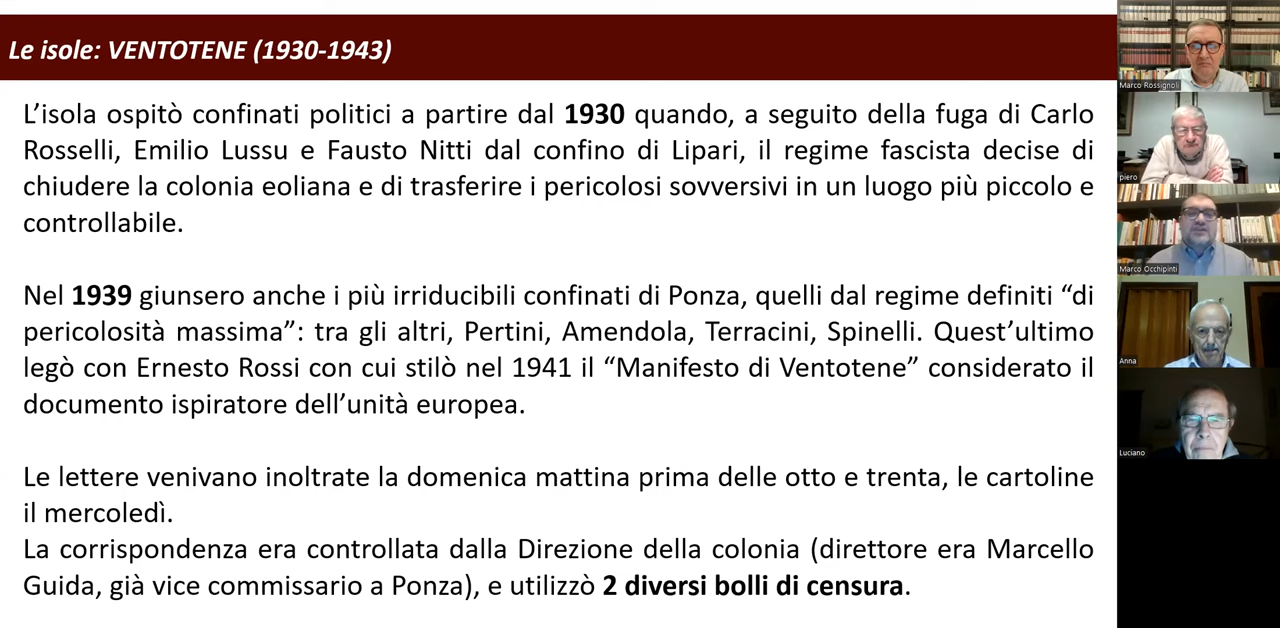 Le isole: VENTOTENE (1930-1943)
L’isola ospitò confinati politici a partire dal 1930 quando, a seguito della fuga di Carlo
Rosselli, Emilio Lussu e Fausto Nitti dal confino di Lipari, il regime fascista decise di
chiudere la colonia eoliana e di trasferire i pericolosi sovversivi in un luogo più piccolo e
controllabile.
Nel 1939 giunsero anche i più irriducibili confinati di Ponza, quelli dal regime definiti “di
pericolosità massima”: tra gli altri, Pertini, Amendola, Terracini, Spinelli. Quest’ultimo
legò con Ernesto Rossi con cui stilò nel 1941 il “Manifesto di Ventotene” considerato il
documento ispiratore dell’unità europea.
Le lettere venivano inoltrate la domenica mattina prima delle otto e trenta, le cartoline
il mercoledì.
La corrispondenza era controllata dalla Direzione della colonia (direttore era Marcello
Guida, già vice commissario a Ponza), e utilizzò 2 diversi bolli di censura.
Marco Rossignoli
piero
Marco Occhipinti
Anna
Luciano